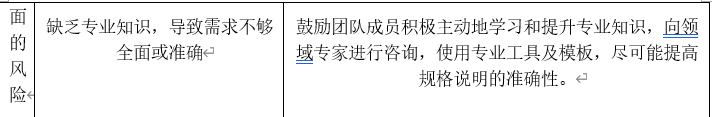 面
的
风
险
缺乏专业知识，导致需求不够
全面或准确
鼓励团队成员积极主动地学习和提升专业知识，向领
域专家进行咨询，使用专业工具及模板，尽可能提高
规格说明的准确性。